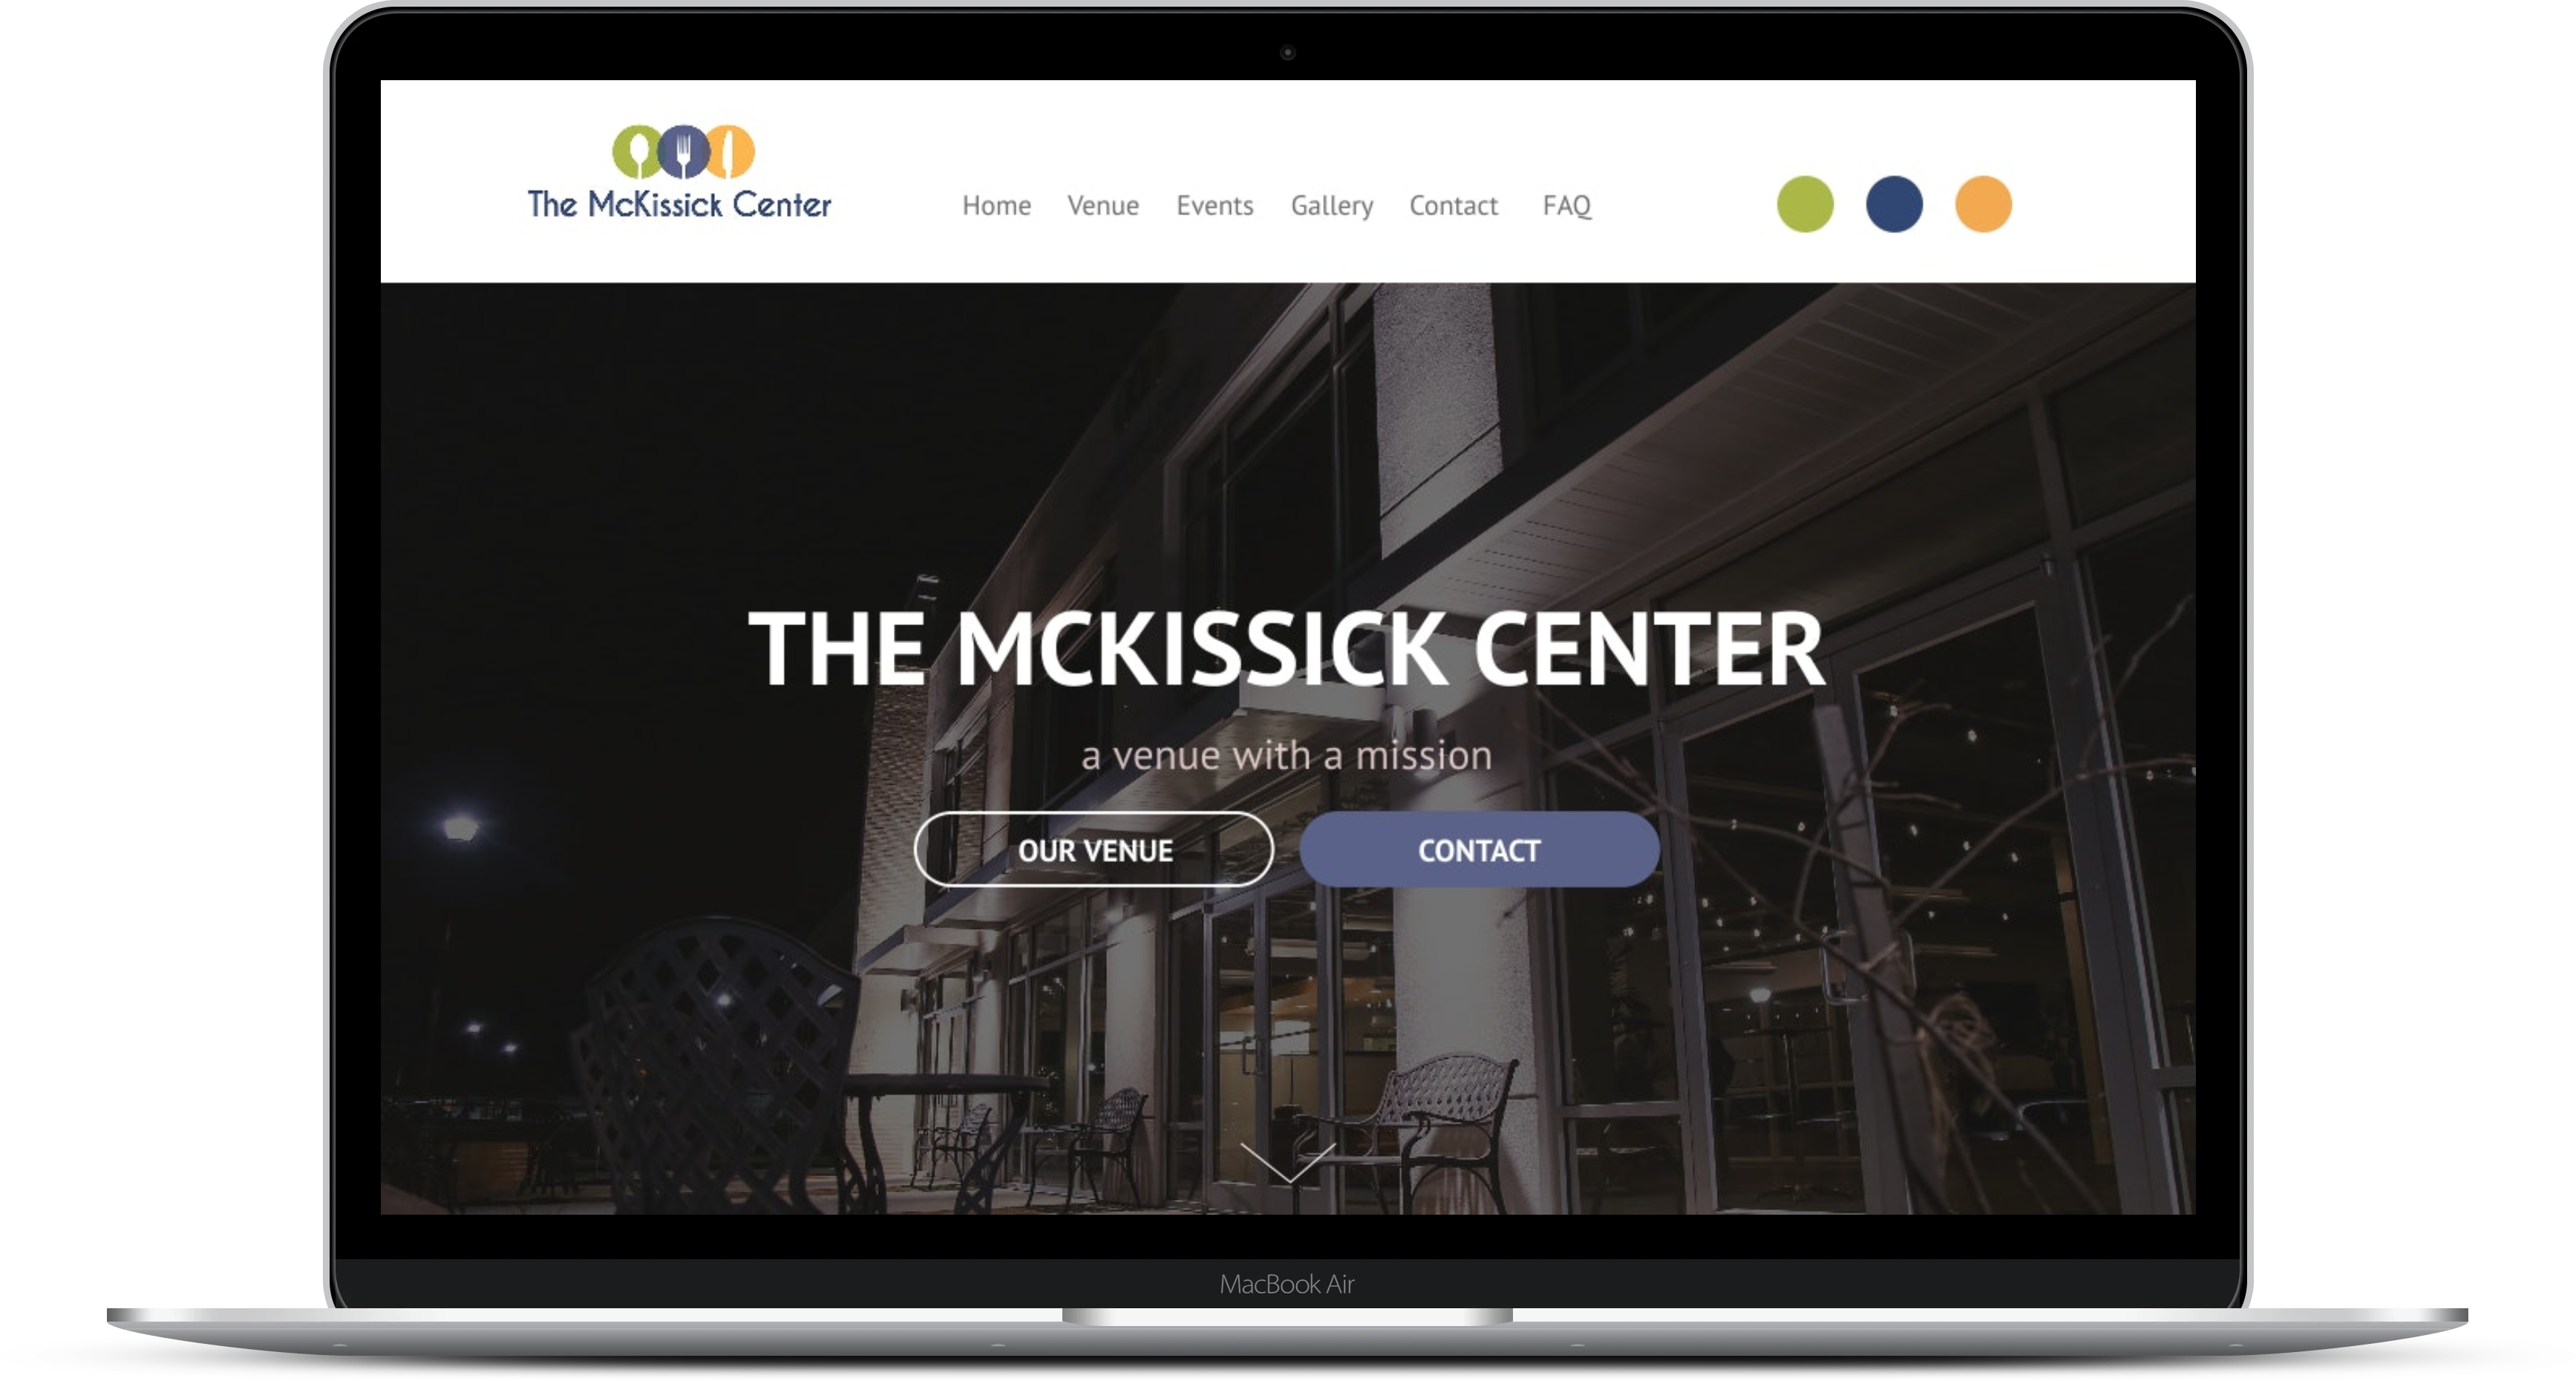 The McKissick Center
Home Venue Events Gallery Contact FAQ
THE MCKISSICK CENTER
a venue with a mission
OUR VENUE CONTACT
MacBook Air